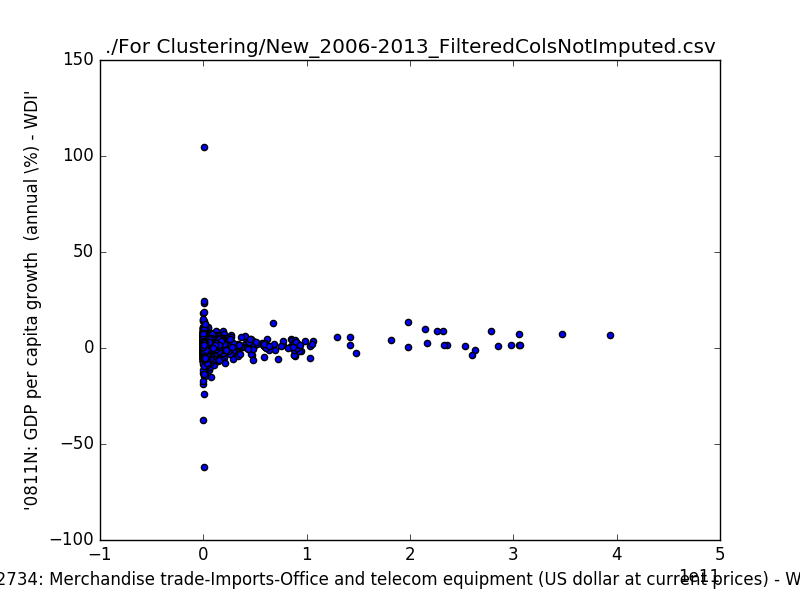 ./For Clustering/New_2006-2013_FilteredColsNotImputed.csv
150
100
50
0
−50
−100
'0811N: GDP per capita growth  (annual \%) - WDI'
−1 0 1 2 3 4 5
1e11
2734: Merchandise trade-Imports-Office and telecom equipment (US dollar at current prices) - W